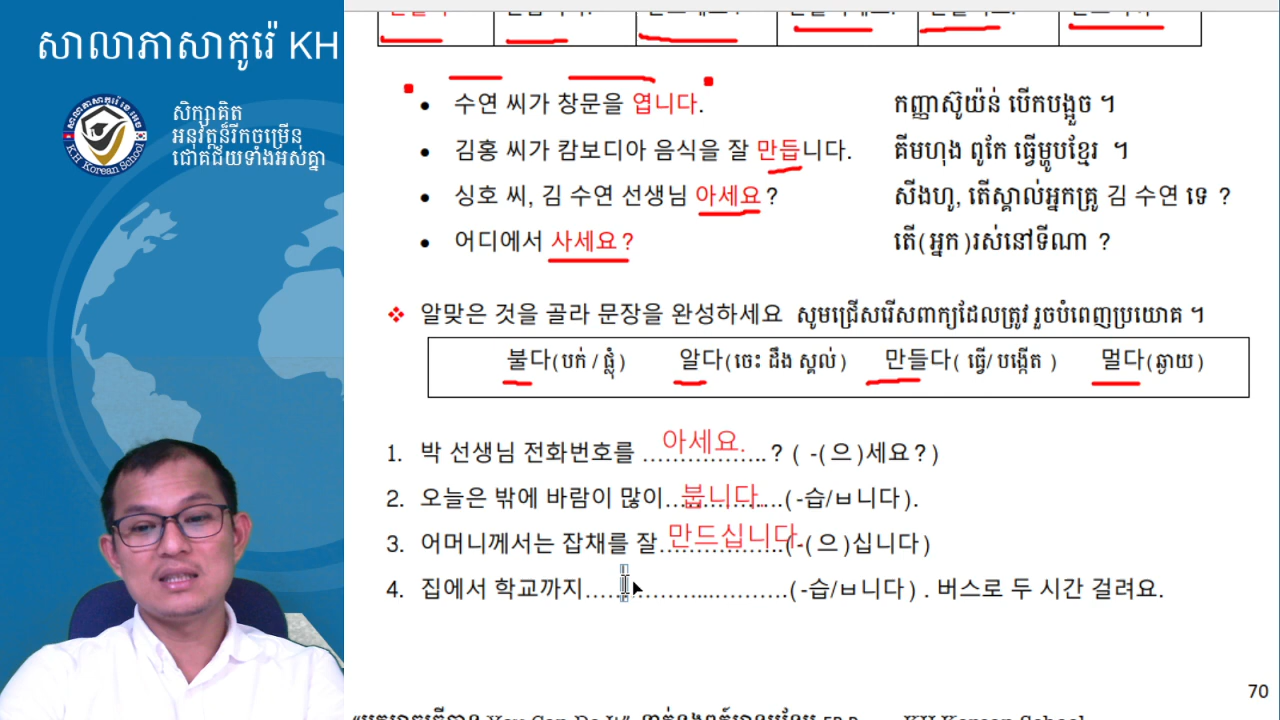 សាលាភាសាកូរ៉េ KH
សិក្សាគិត
អនុវត្តន៍រីកចម្រើន
ជោគជ័យទាំងអស់គ្នា
K.H Korean School
• 수연 씨가 창문을 엽니다. កញ្ញាស៊ូយ៉ន់ បើកបង្អួច ។
• 김홍 씨가 캄보디아 음식을 잘 만듭니다. គីមហុង ពូកែ ធ្វើម្ហូបខ្មែរ ។
• 싱호 씨, 김 수연 선생님 아세요? សីងហូ, តើស្គាល់អ្នកគ្រូ 김 수연 ទេ ?
• 어디에서 사세요? តើ(អ្នក)រស់នៅទីណា ?
❖ 알맞은 것을 골라 문장을 완성하세요 សូមជ្រើសរើសពាក្យដែលត្រូវ រួចបំពេញប្រយោគ ។
불다(បក់ / ផ្លុំ) 알다(ចេះ ដឹង ស្គល់) 만들다( ធ្វើ/ បង្កើត ) 멀다(ឆ្ងាយ)
1. 박 선생님 전화번호를 아세요. ……………..? ( -(으)세요?)
2. 오늘은 밖에 바람이 많이 붑니다. ……………..(-습/ㅂ니다).
3. 어머니께서는 잡채를 잘 만드십니다. ……………..(-(으)십니다)
4. 집에서 학교까지……………...……….(-습/ㅂ니다) . 버스로 두 시간 걸려요.
70